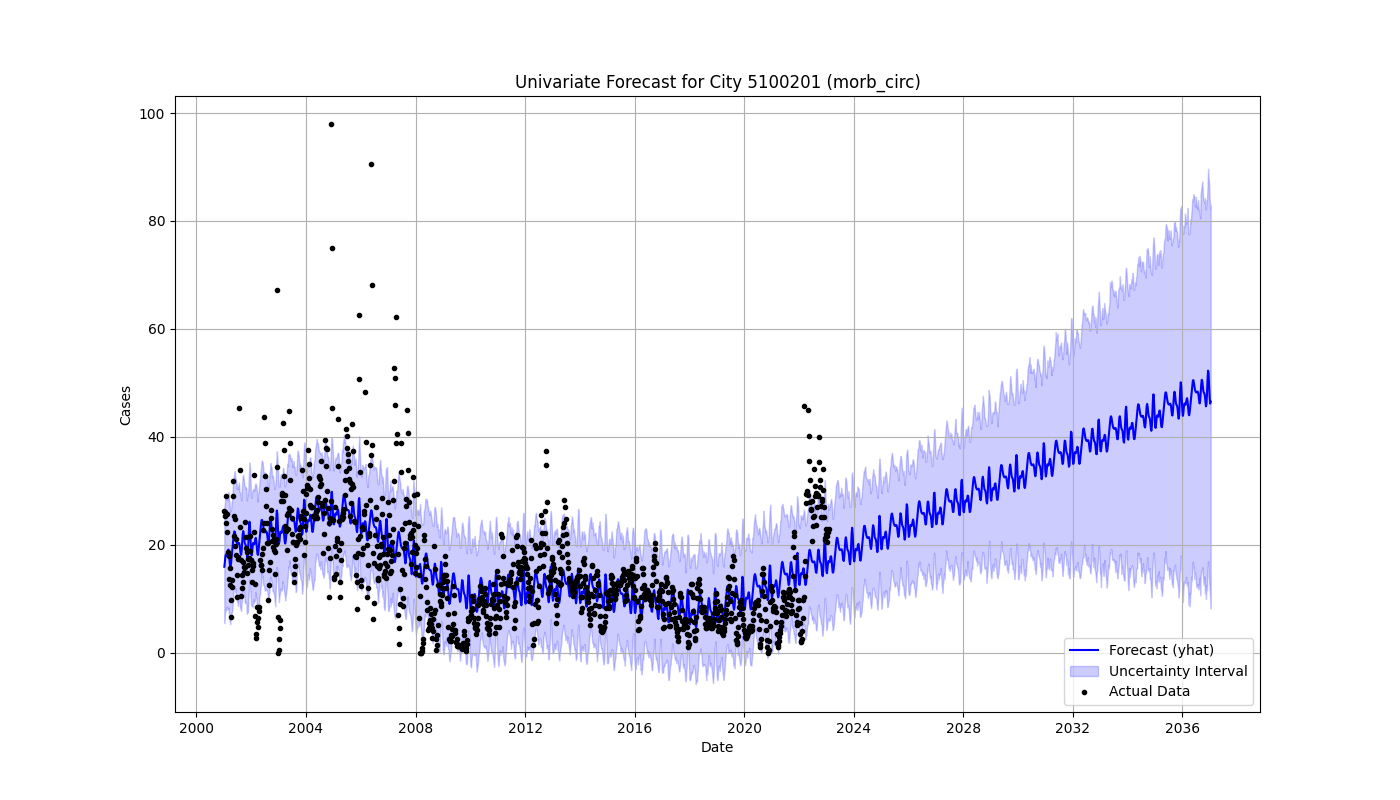 Univariate Forecast for City 5100201 (morb_circ)
100
80
60
40
20
0
Cases
2000 2004 2008 2012 2016 2020 2024 2028 2032 2036
Date
Forecast (yhat)
Uncertainty Interval
Actual Data